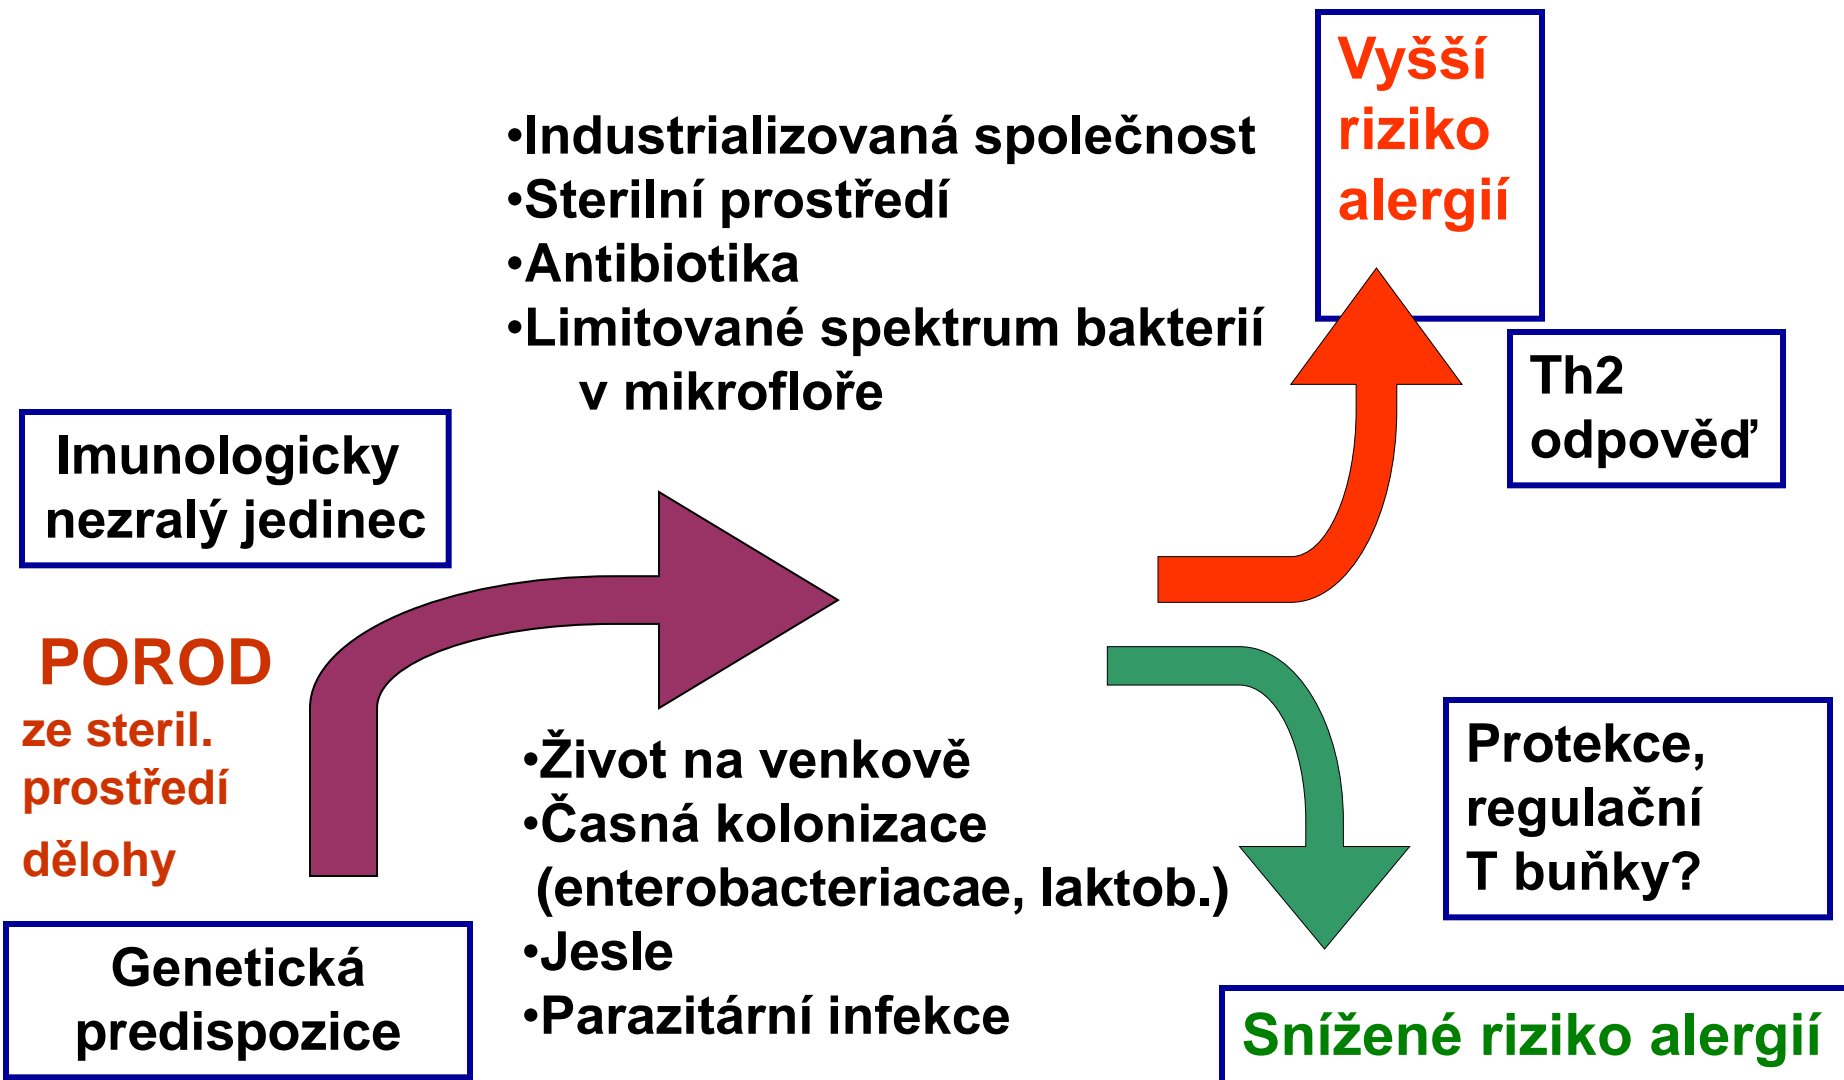 Vyšší
riziko
alergií
•Industrializovaná společnost
•Sterilní prostředí
•Antibiotika
•Limitované spektrum bakterií
v mikrofloře
Th2
odpověď
Imunologicky
nezralý jedinec
POROD
ze steril.
prostředí
dělohy
•Život na venkově
•Časná kolonizace
(enterobacteriacae, laktob.)
•Jesle
•Parazitární infekce
Protekce,
regulační
T buňky?
Genetická
predispozice
Snížené riziko alergií